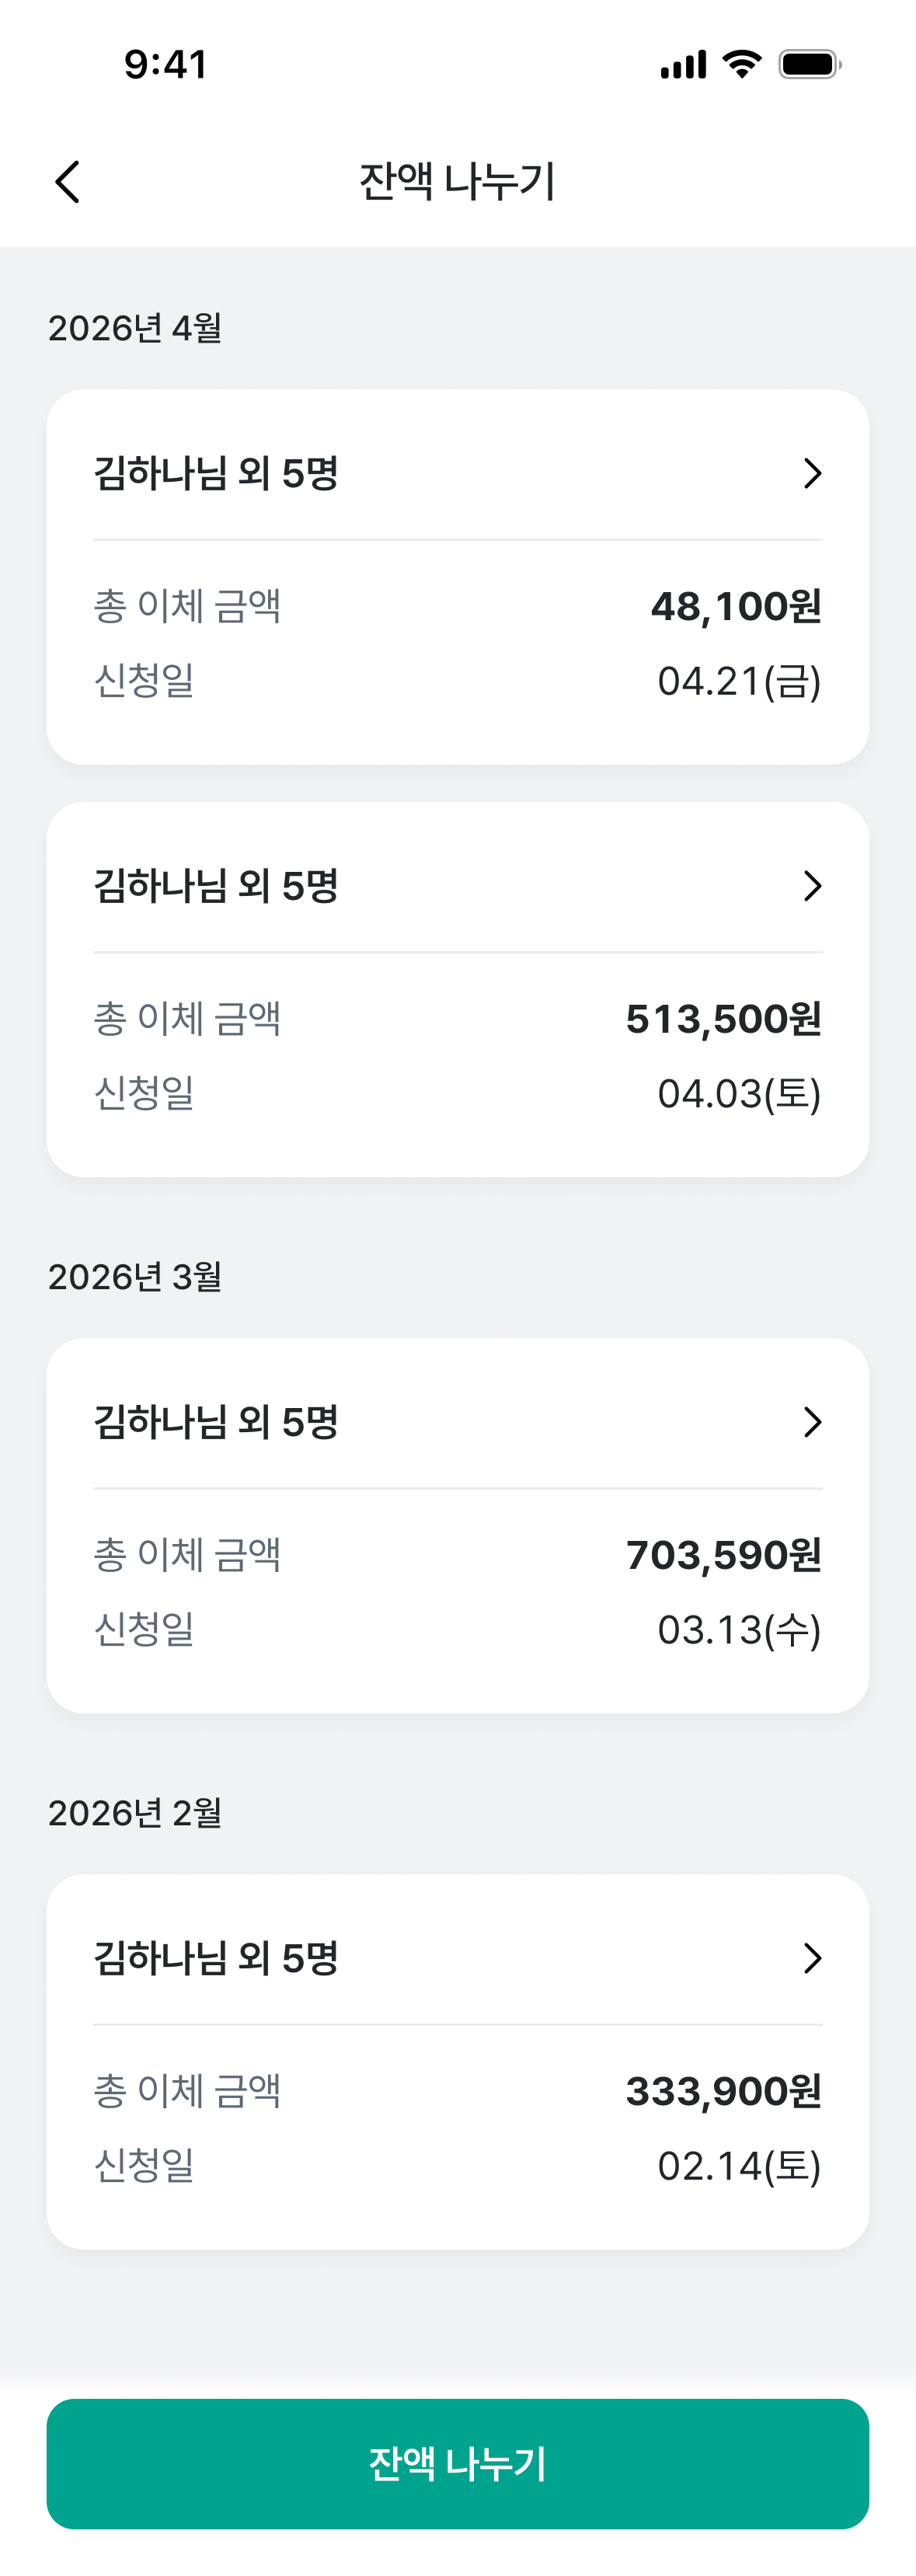 9:41
잔액 나누기
2026년 4월
김하나님 외 5명
총 이체 금액 48,100원
신청일 04.21(금)
김하나님 외 5명
총 이체 금액 513,500원
신청일 04.03(토)
2026년 3월
김하나님 외 5명
총 이체 금액 703,590원
신청일 03.13(수)
2026년 2월
김하나님 외 5명
총 이체 금액 333,900원
신청일 02.14(토)
잔액 나누기